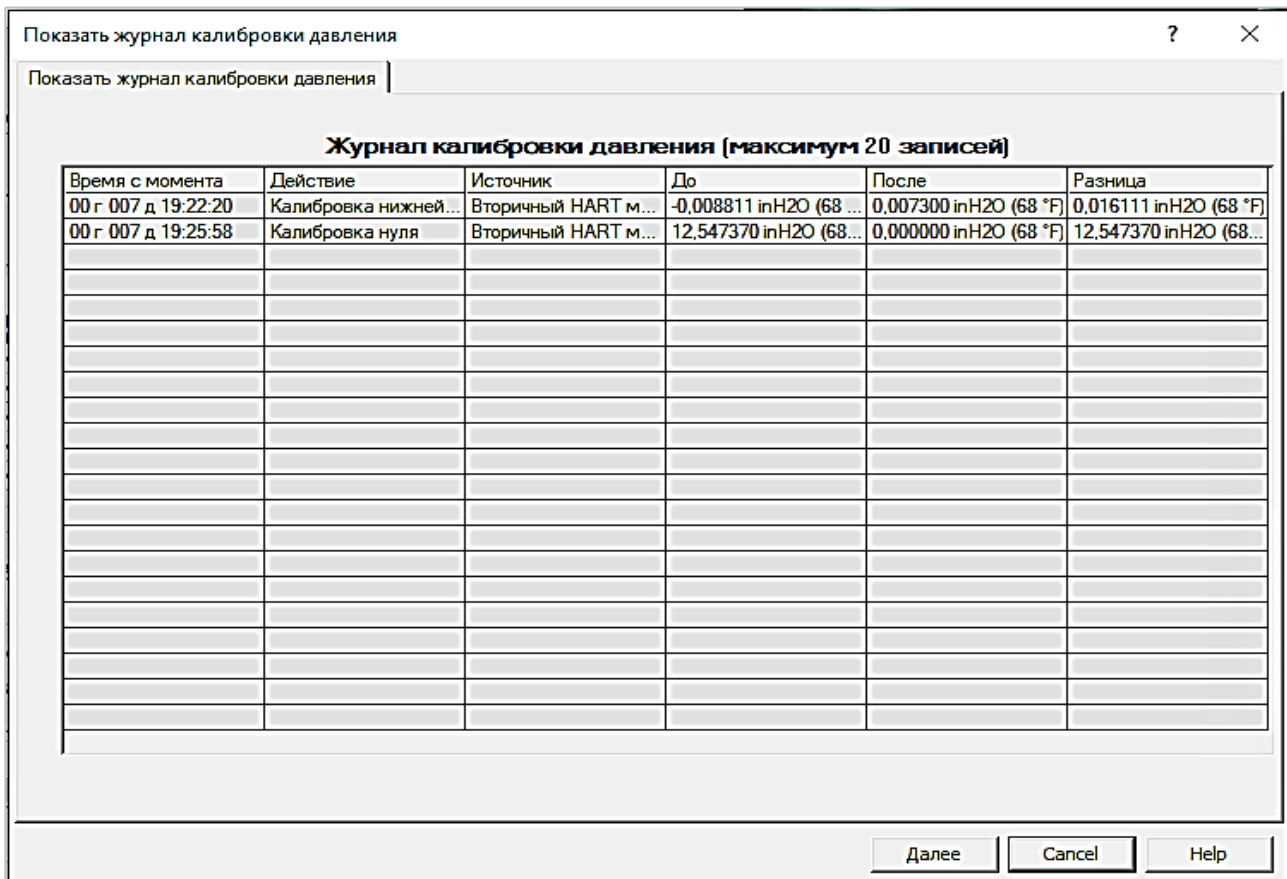 Показать журнал калибровки давления
?
Показать журнал калибровки давления
Журнал калибровки давления (максимум 20 записей)
Время с момента Действие Источник До После Разница
00 г 007 д 19:22:20 Калибровка нижней... Вторичный HART м... -0,008811 inH2O (68 ... 0,007300 inH2O (68 °F) 0,016111 inH2O (68 °F)
00 г 007 д 19:25:58 Калибровка нуля Вторичный HART м... 12,547370 inH2O (68... 0,000000 inH2O (68 °F) 12,547370 inH2O (68...
Далее Cancel Help